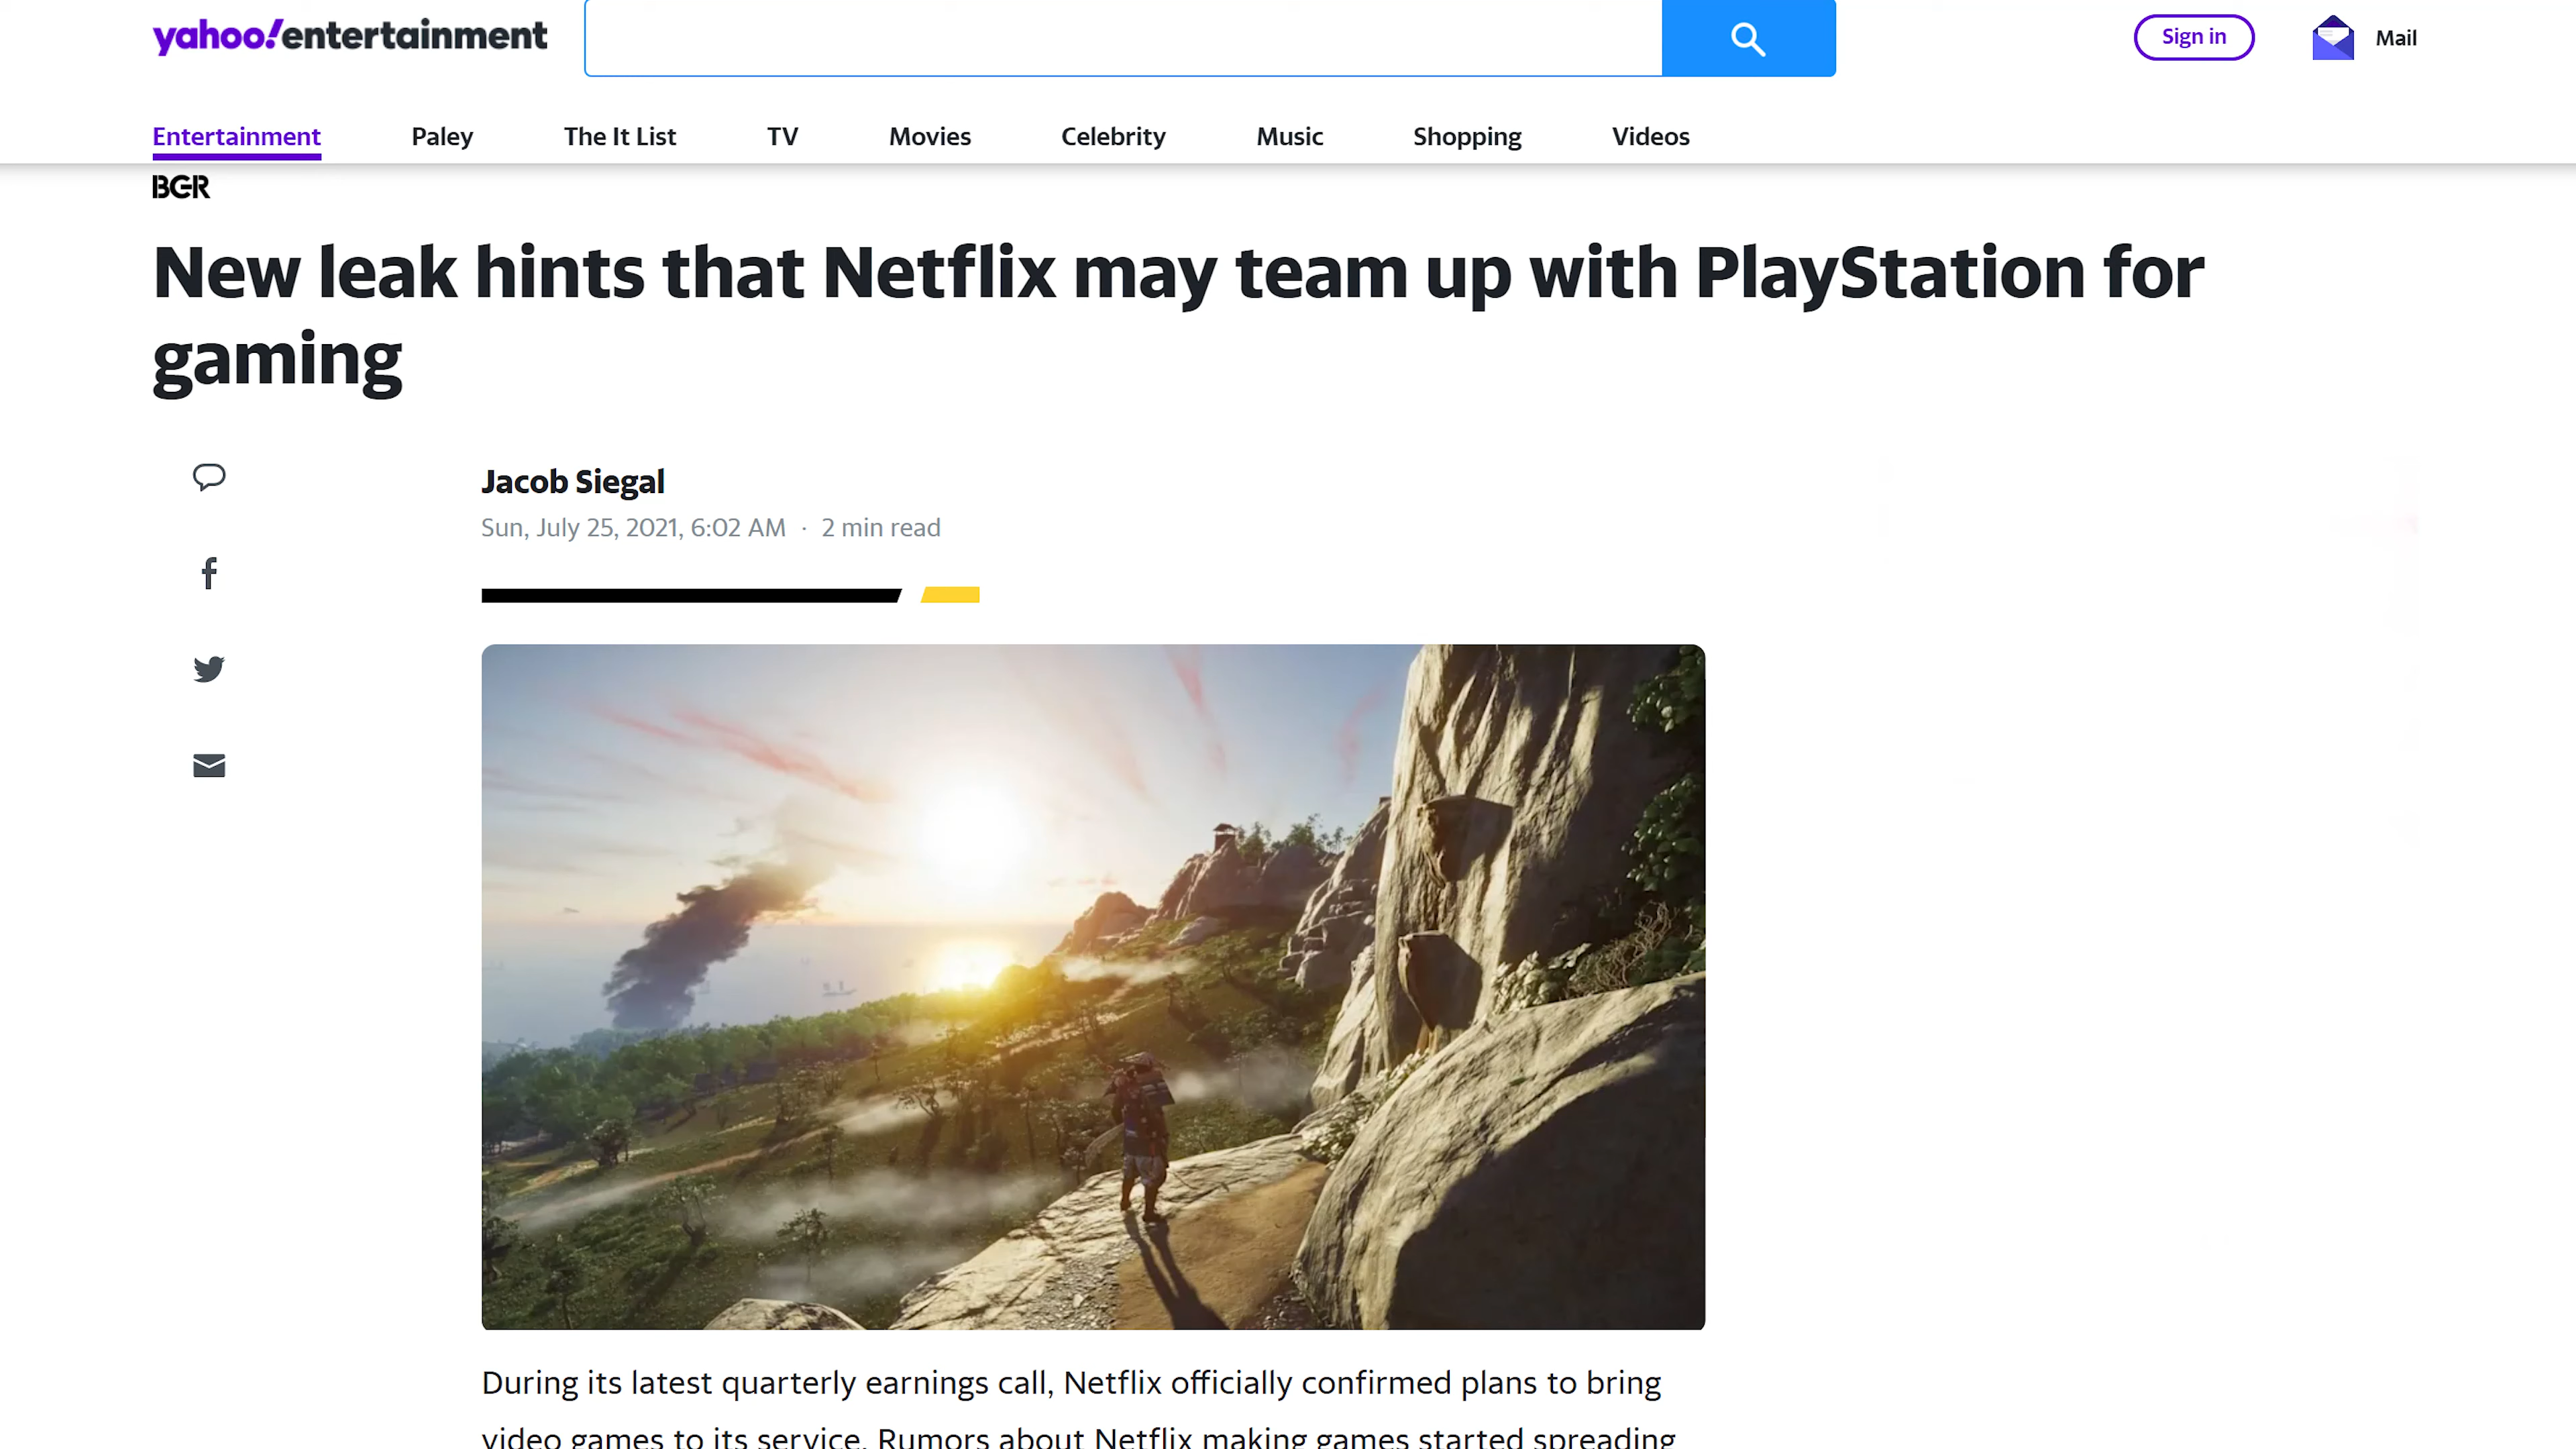 yahoo!entertainment
Sign in
Mail
Entertainment Paley The It List TV Movies Celebrity Music Shopping Videos
BGR
New leak hints that Netflix may team up with PlayStation for
gaming
Jacob Siegal
Sun, July 25, 2021, 6:02 AM · 2 min read
During its latest quarterly earnings call, Netflix officially confirmed plans to bring
video games to its service. Rumors about Netflix making games started spreading